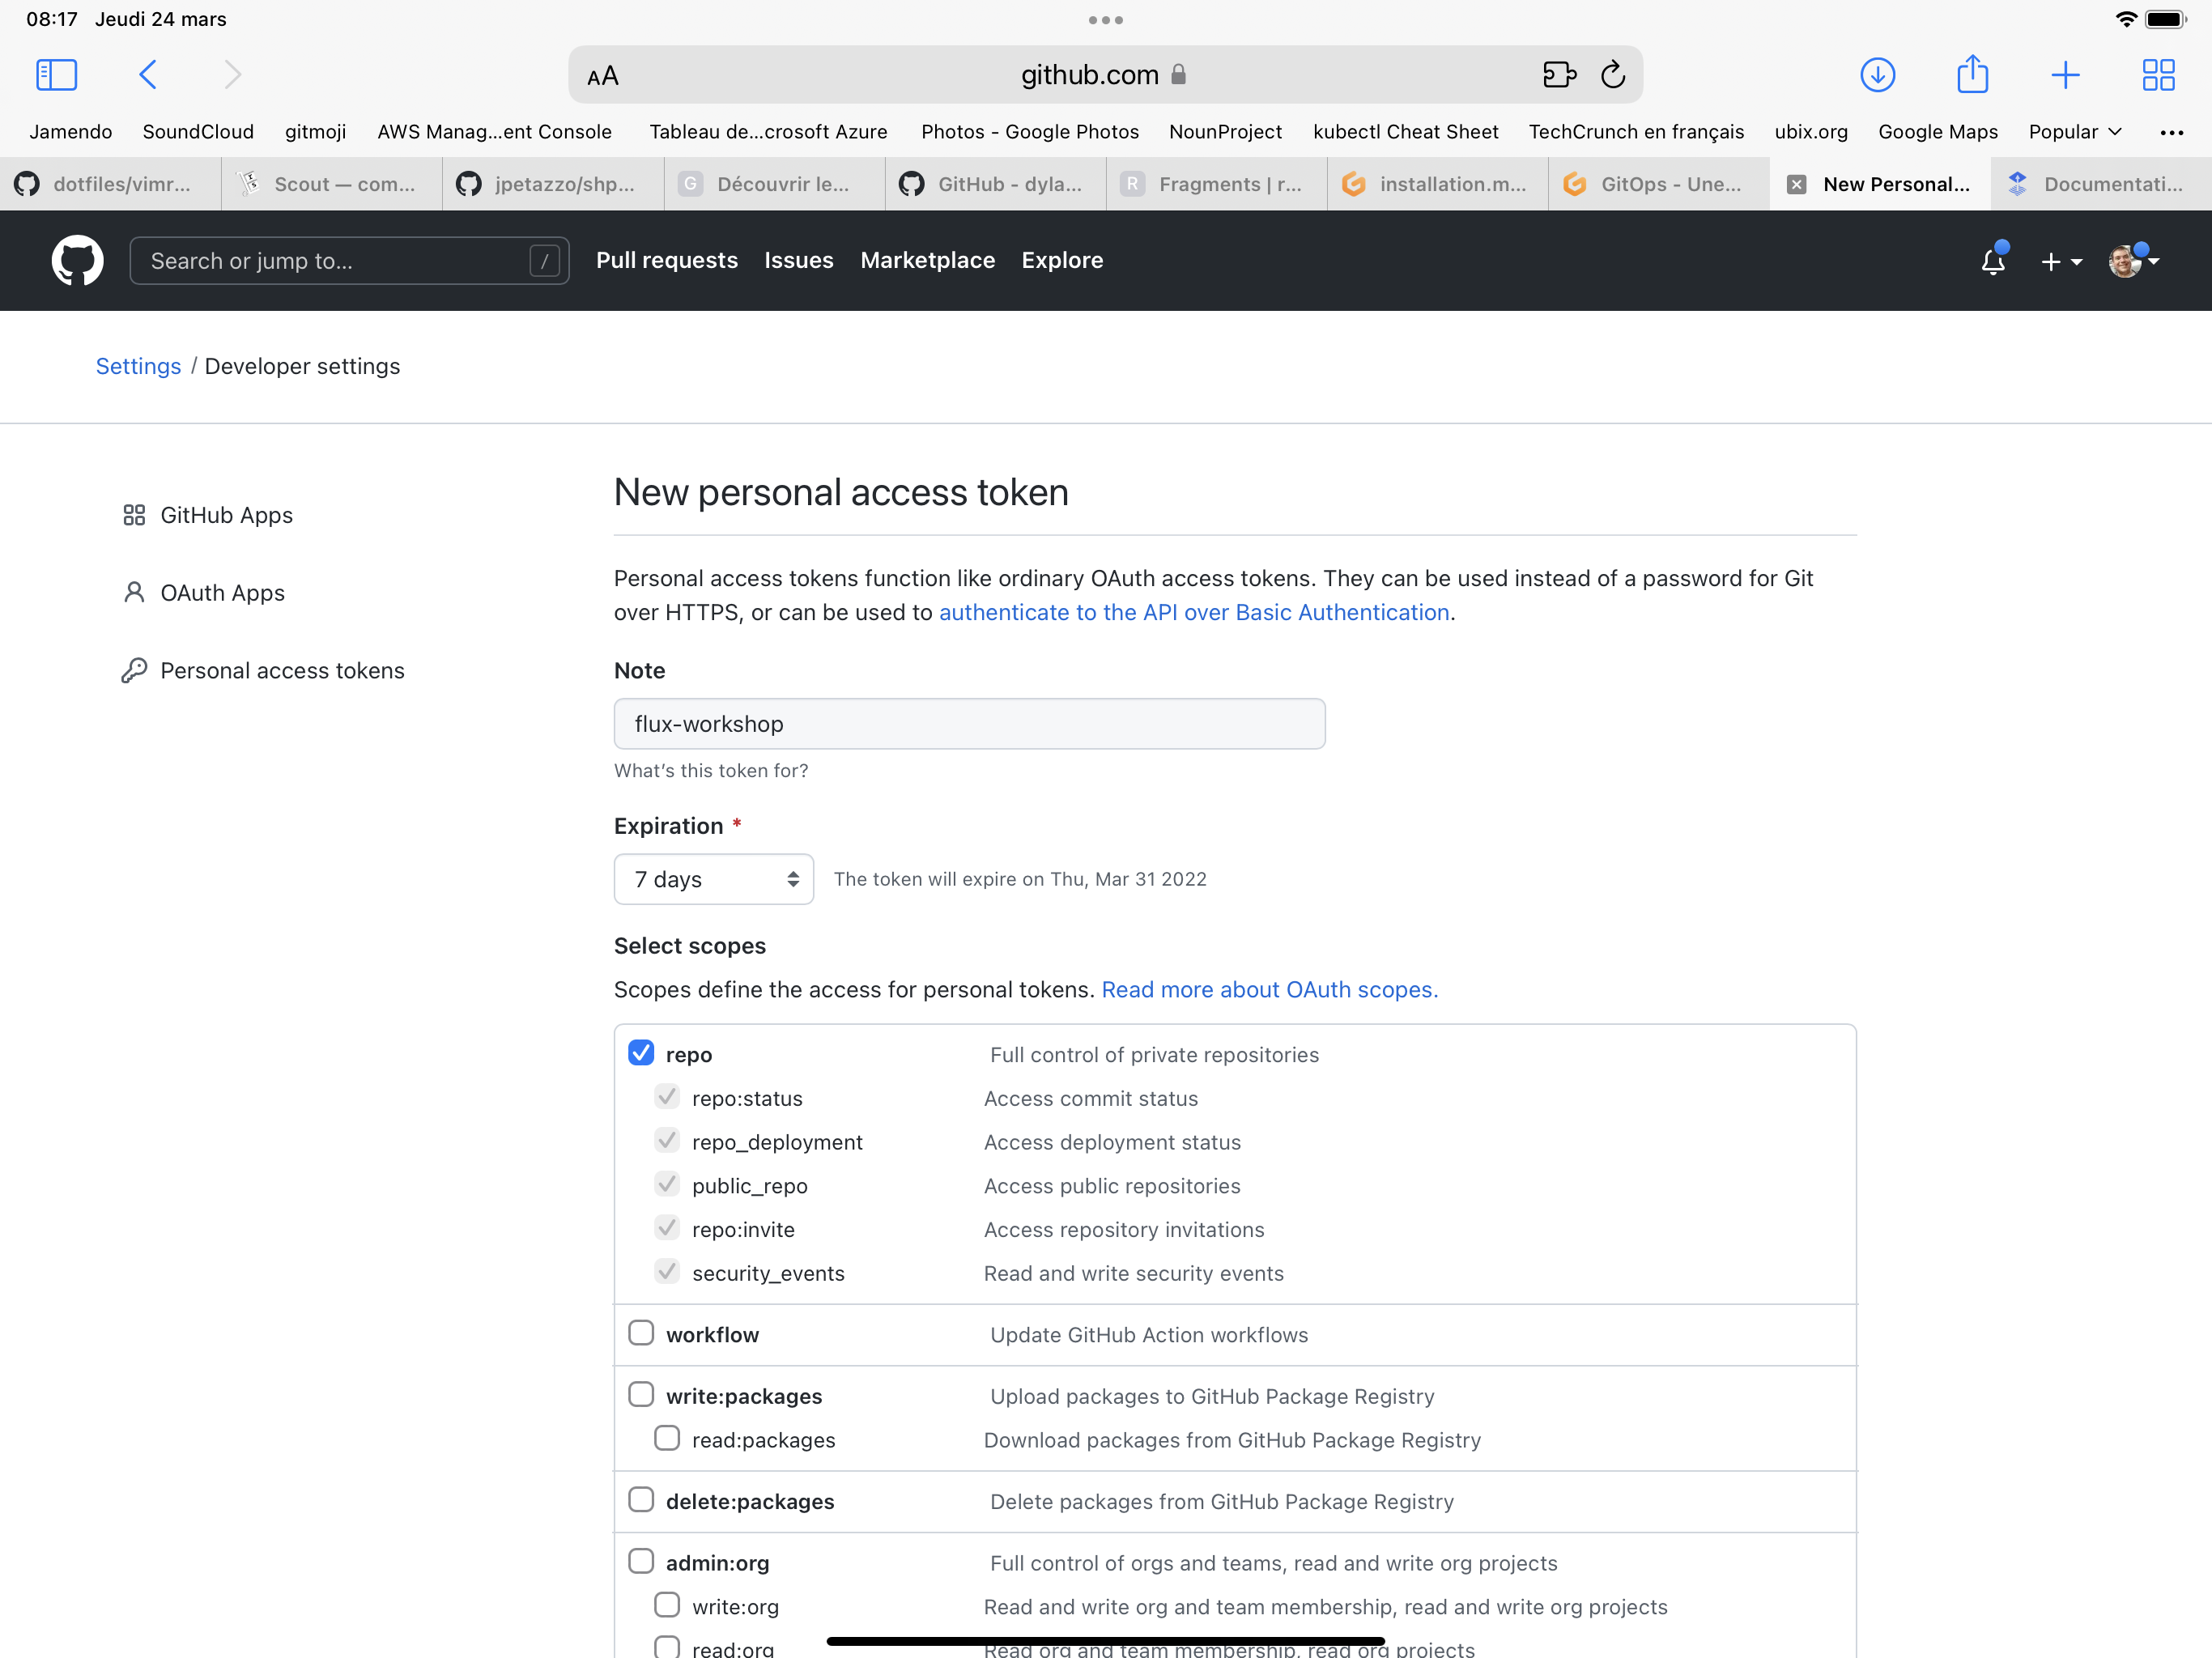 08:17 Jeudi 24 mars
AA github.com
Jamendo SoundCloud gitmoji AWS Manag...ent Console Tableau de...crosoft Azure Photos - Google Photos NounProject kubectl Cheat Sheet TechCrunch en français ubix.org Google Maps Popular
dotfiles/vimr... Scout — com... jpetazzo/shp... G Découvrir le... GitHub - dyla... R Fragments | r... installation.m... GitOps - Une... New Personal... Documentati...
Search or jump to... / Pull requests Issues Marketplace Explore
Settings / Developer settings
GitHub Apps
OAuth Apps
Personal access tokens
New personal access token
Personal access tokens function like ordinary OAuth access tokens. They can be used instead of a password for Git
over HTTPS, or can be used to authenticate to the API over Basic Authentication.
Note
flux-workshop
What's this token for?
Expiration *
7 days The token will expire on Thu, Mar 31 2022
Select scopes
Scopes define the access for personal tokens. Read more about OAuth scopes.
repo Full control of private repositories
repo:status Access commit status
repo_deployment Access deployment status
public_repo Access public repositories
repo:invite Access repository invitations
security_events Read and write security events
workflow Update GitHub Action workflows
write:packages Upload packages to GitHub Package Registry
read:packages Download packages from GitHub Package Registry
delete:packages Delete packages from GitHub Package Registry
admin:org Full control of orgs and teams, read and write org projects
write:org Read and write org and team membership, read and write org projects
read:org Read org and team membership, read org projects